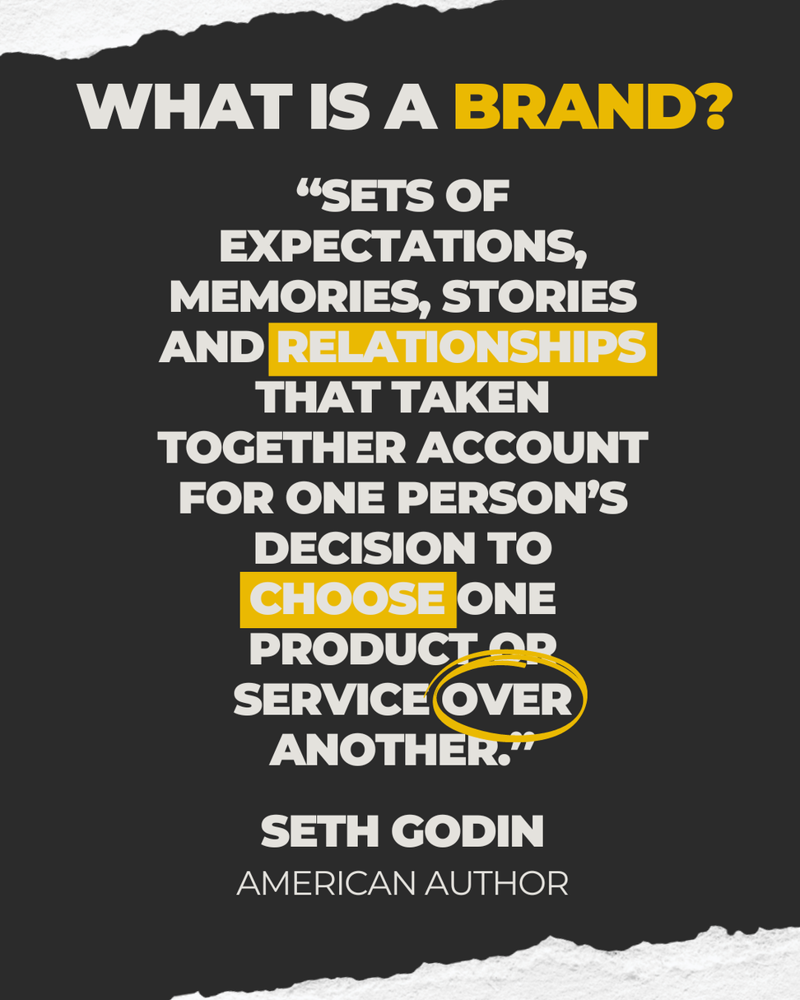 WHAT IS A BRAND?
“SETS OF
EXPECTATIONS,
MEMORIES, STORIES
AND RELATIONSHIPS
THAT TAKEN
TOGETHER ACCOUNT
FOR ONE PERSON’S
DECISION TO
CHOOSE ONE
PRODUCT OR
SERVICE OVER
ANOTHER.”
SETH GODIN
AMERICAN AUTHOR